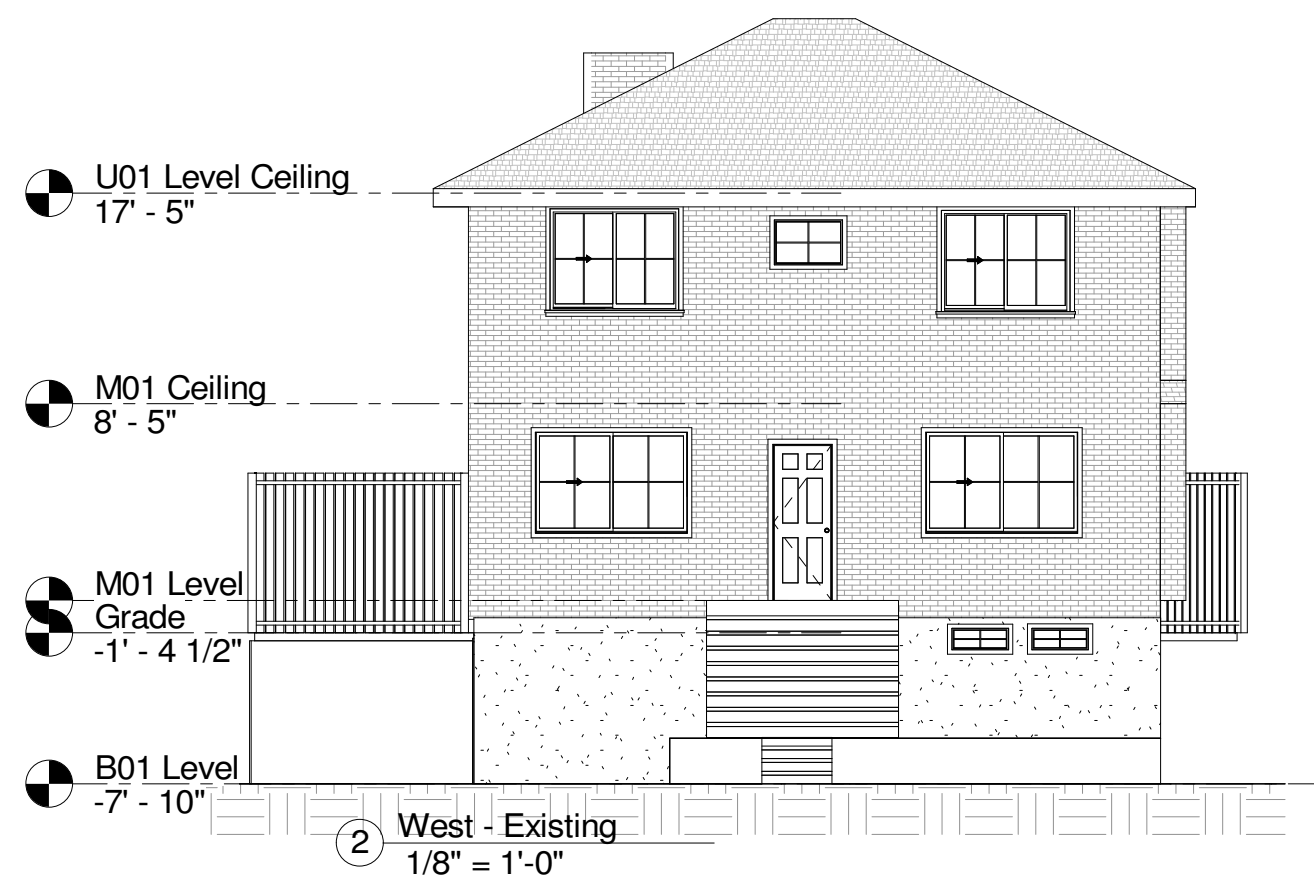 U01 Level Ceiling
17' - 5"
M01 Ceiling
8' - 5"
M01 Level
Grade
-1' - 4 1/2"
B01 Level
-7' - 10"
2
West - Existing
1/8" = 1'-0"